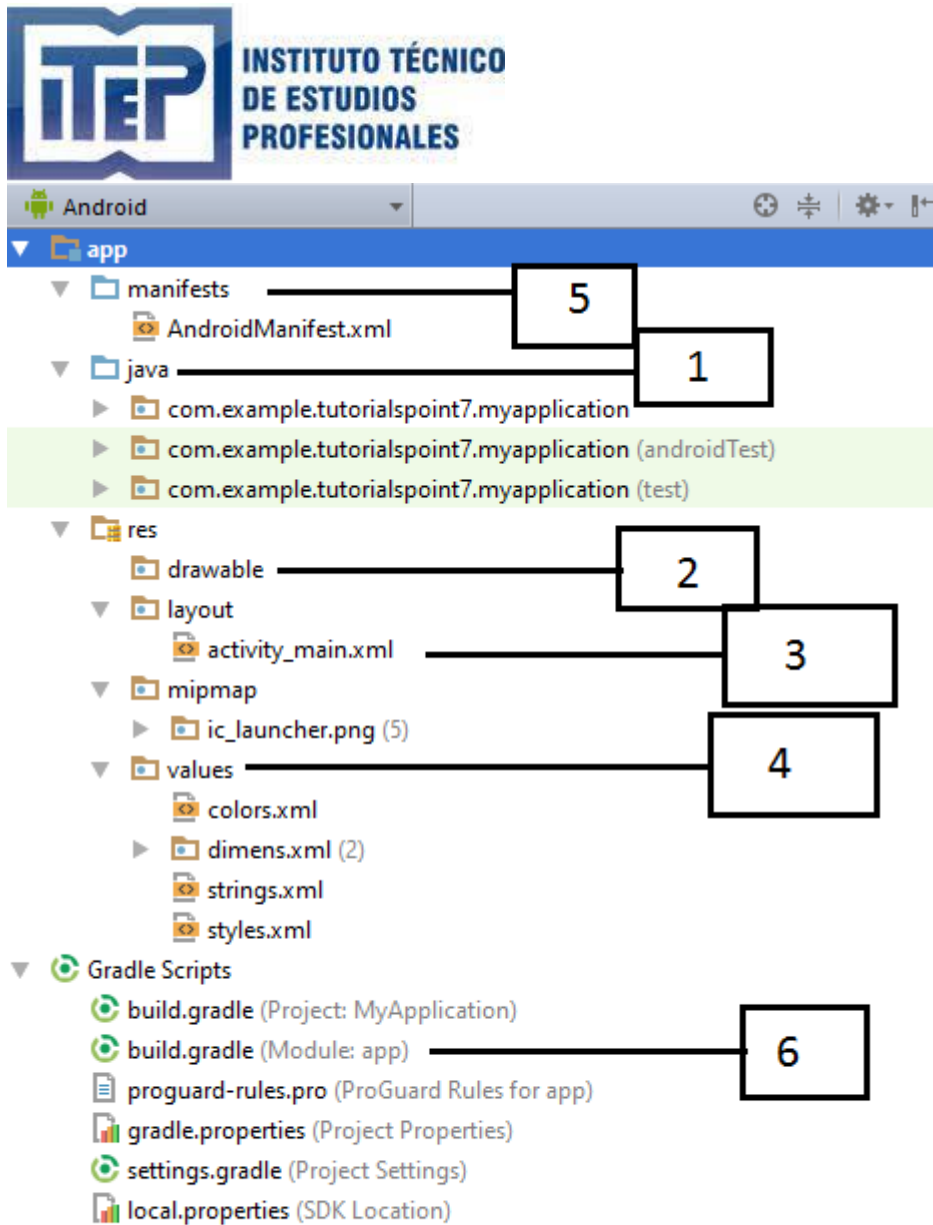 iTEP
INSTITUTO TÉCNICO
DE ESTUDIOS
PROFESIONALES
Android
app
manifests
5
AndroidManifest.xml
java
1
com.example.tutorialspoint7.myapplication
com.example.tutorialspoint7.myapplication (androidTest)
com.example.tutorialspoint7.myapplication (test)
res
drawable
2
layout
activity_main.xml
3
mipmap
ic_launcher.png (5)
values
4
colors.xml
dimens.xml (2)
strings.xml
styles.xml
Gradle Scripts
build.gradle (Project: MyApplication)
build.gradle (Module: app)
6
proguard-rules.pro (ProGuard Rules for app)
gradle.properties (Project Properties)
settings.gradle (Project Settings)
local.properties (SDK Location)